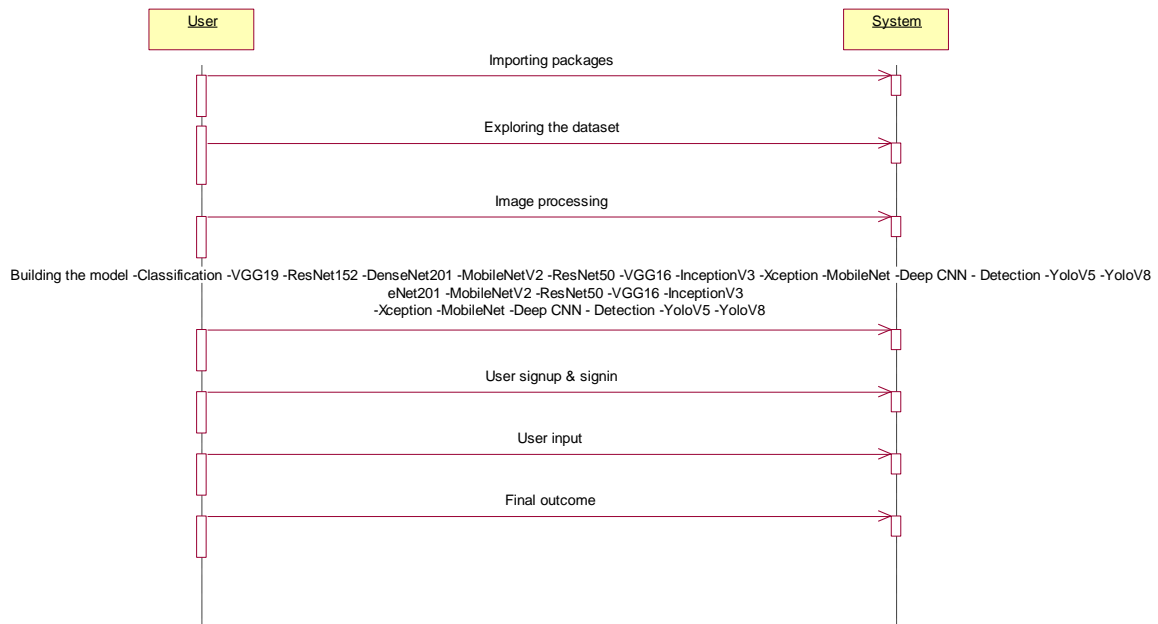 User
System
Importing packages
Exploring the dataset
Image processing
Building the model -Classification -VGG19 -ResNet152 -DenseNet201 -MobileNetV2 -ResNet50 -VGG16 -InceptionV3 -Xception -MobileNet -Deep CNN - Detection -YoloV5 -YoloV8
eNet201 -MobileNetV2 -ResNet50 -VGG16 -InceptionV3
-Xception -MobileNet -Deep CNN - Detection -YoloV5 -YoloV8
User signup & signin
User input
Final outcome